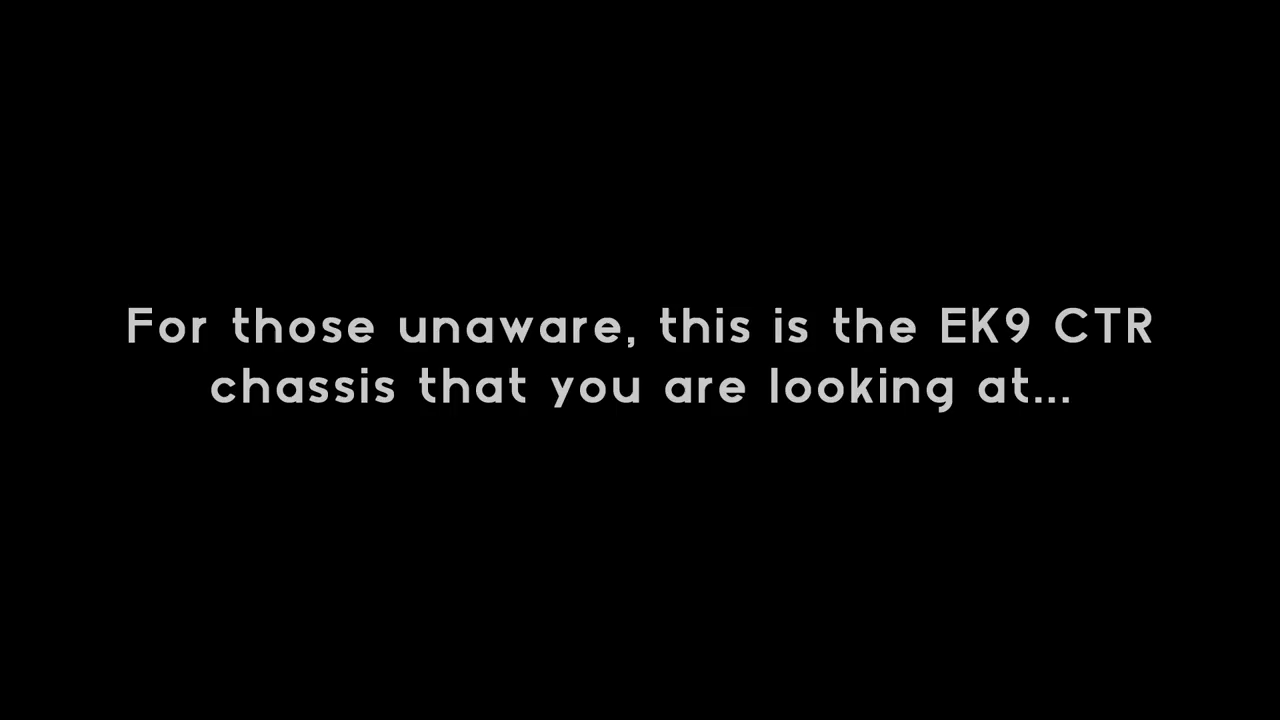 For those unaware, this is the EK9 CTR
chassis that you are looking at...